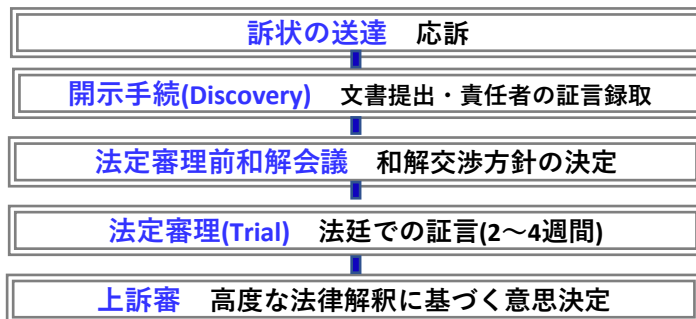 訴状の送達 応訴
開示手続(Discovery) 文書提出・責任者の証言録取
法定審理前和解会議 和解交渉方針の決定
法定審理(Trial) 法廷での証言(2～4週間)
上訴審 高度な法律解釈に基づく意思決定